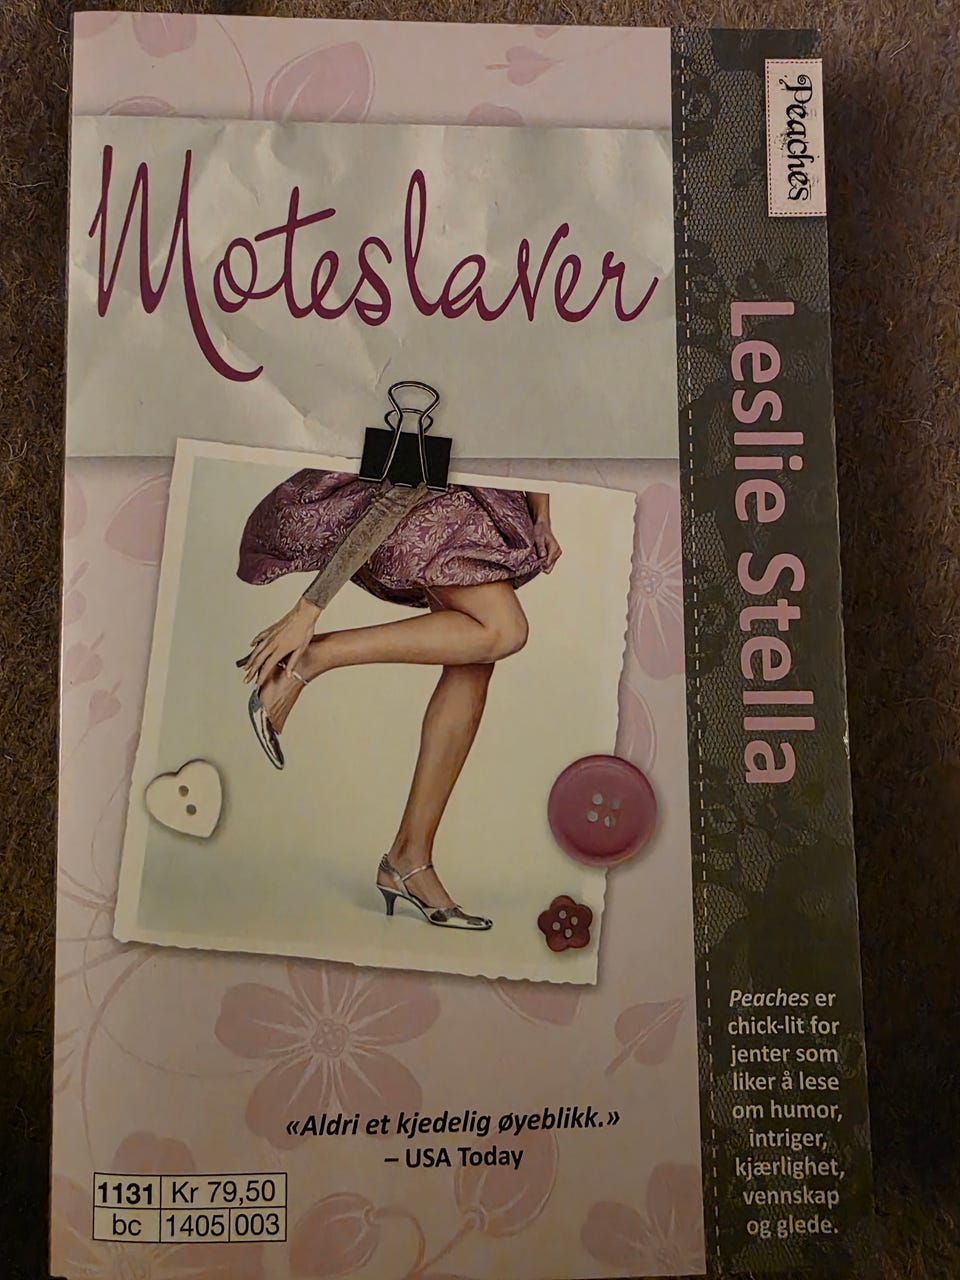 Moteslaver
Peaches
Leslie Stella
Peaches er
chick-lit for
jenter som
liker å lese
om humor,
intriger,
kjærlighet,
vennskap
og glede.
«Aldri et kjedelig øyeblikk.»
– USA Today
1131 Kr 79,50
bc 1405 003